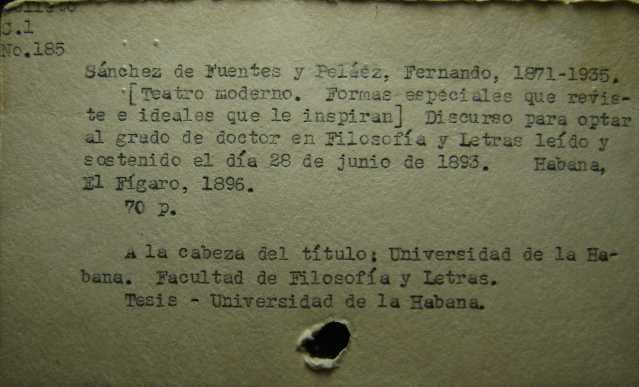 Folleto
C.1
No.185
Sánchez de Fuentes y Peláez, Fernando, 1871-1935.
[Teatro moderno. Formas especiales que revis-
te e ideales que le inspiran] Discurso para optar
al grado de doctor en Filosofía y Letras leído y
sostenido el día 28 de junio de 1893. Habana,
El Fígaro, 1896.
70 p.
A la cabeza del título: Universidad de la Ha-
bana. Facultad de Filosofía y Letras.
Tesis - Universidad de la Habana.